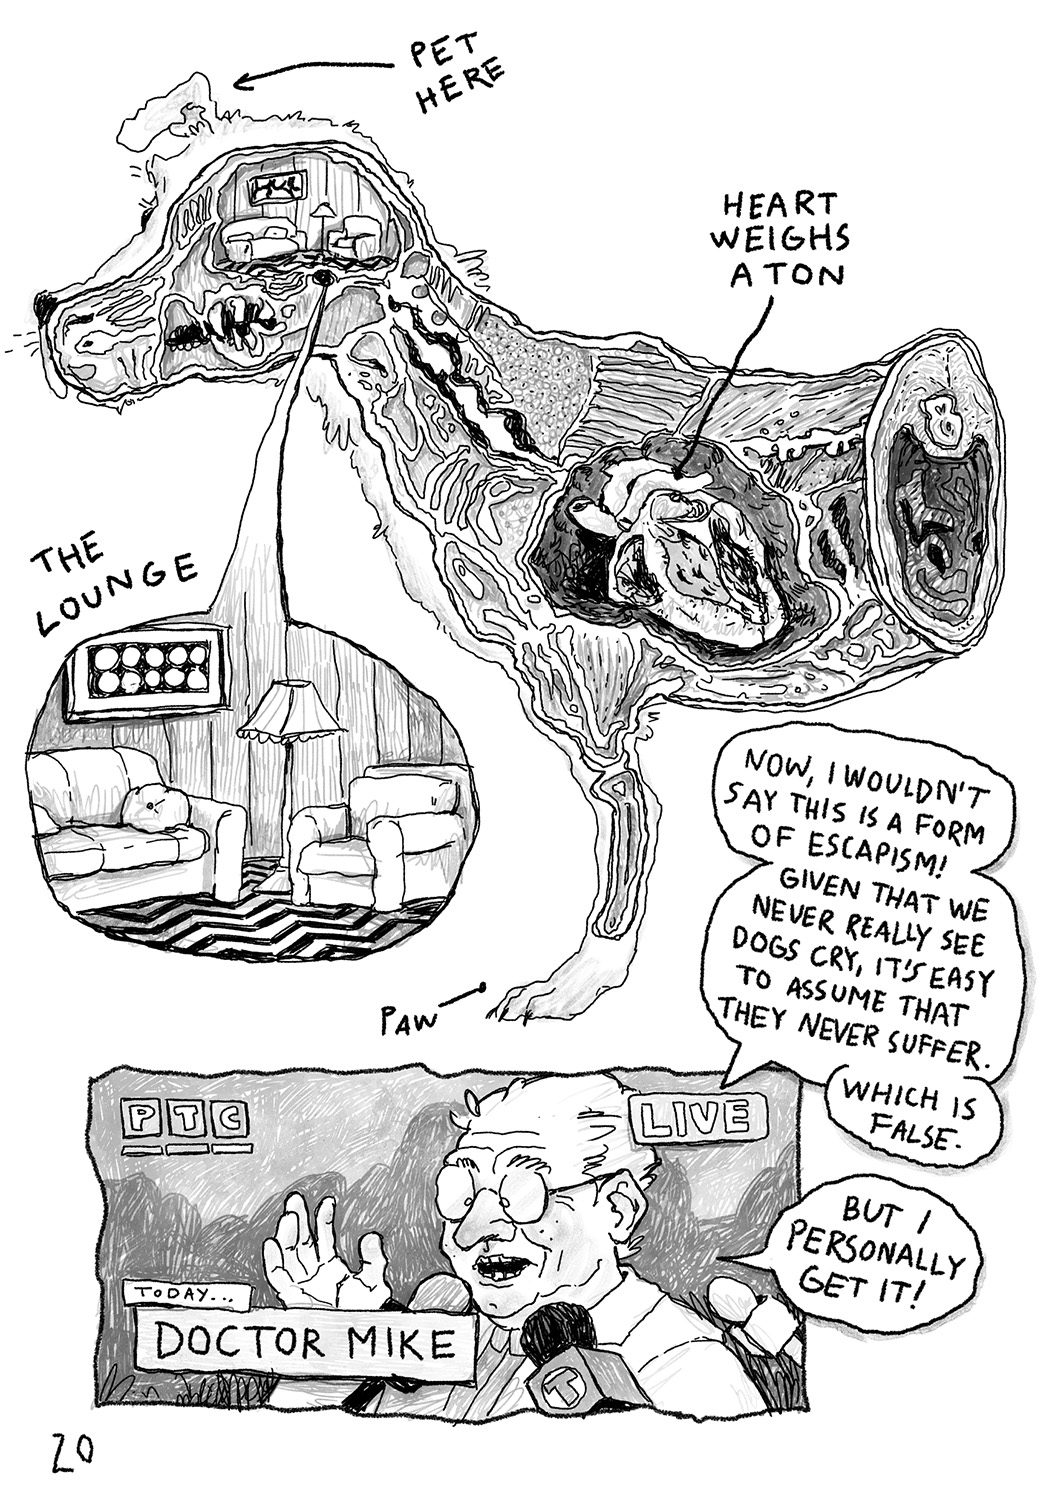 PET
HERE
HEART
WEIGHS
A TON
THE
LOUNGE
PAW
NOW, I WOULDN'T
SAY THIS IS A FORM
OF ESCAPISM!
GIVEN THAT WE
NEVER REALLY SEE
DOGS CRY, IT'S EASY
TO ASSUME THAT
THEY NEVER SUFFER.
WHICH IS
FALSE.
PTC
LIVE
BUT I
PERSONALLY
GET IT!
TODAY...
DOCTOR MIKE
T
20